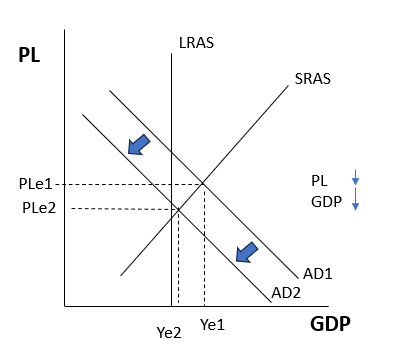 LRAS
PL
SRAS
PLe1
PL
PLe2
GDP
AD1
AD2
Ye2
Ye1
GDP